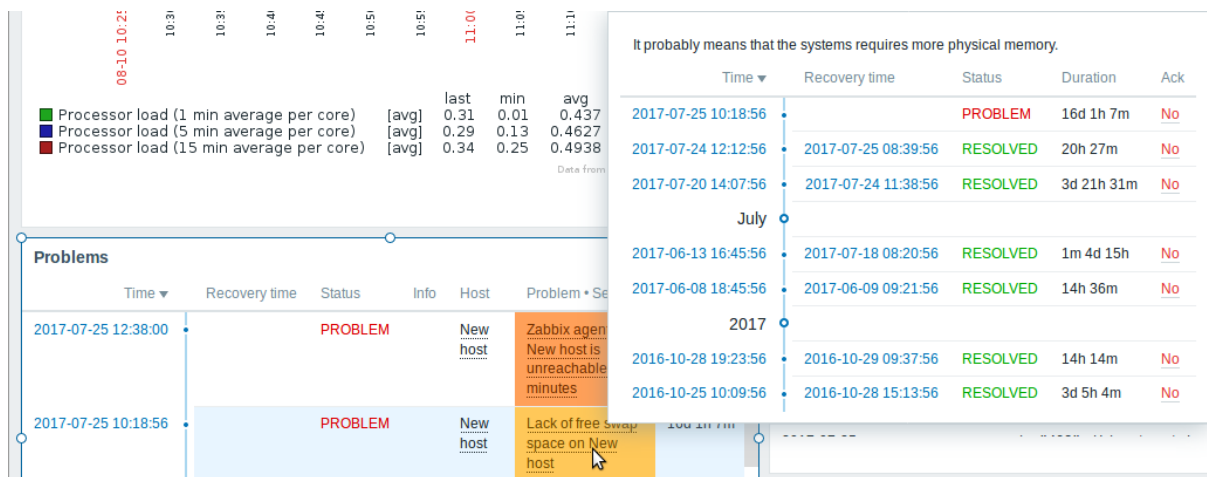 08-10 10:25
10:3
10:3
10:4
10:4
10:5
10:5
11:0
11:0
11:1
last min avg
Processor load (1 min average per core) [avg] 0.31 0.01 0.437
Processor load (5 min average per core) [avg] 0.29 0.13 0.4627
Processor load (15 min average per core) [avg] 0.34 0.25 0.4938
Data from
Problems
Time ▼ Recovery time Status Info Host Problem • Se
2017-07-25 12:38:00 PROBLEM New host Zabbix agen
New host is
unreachable
minutes
2017-07-25 10:18:56 PROBLEM New host Lack of free swap
space on New
host
It probably means that the systems requires more physical memory.
Time ▼ Recovery time Status Duration Ack
2017-07-25 10:18:56 PROBLEM 16d 1h 7m No
2017-07-24 12:12:56 2017-07-25 08:39:56 RESOLVED 20h 27m No
2017-07-20 14:07:56 2017-07-24 11:38:56 RESOLVED 3d 21h 31m No
July
2017-06-13 16:45:56 2017-07-18 08:20:56 RESOLVED 1m 4d 15h No
2017-06-08 18:45:56 2017-06-09 09:21:56 RESOLVED 14h 36m No
2017
2016-10-28 19:23:56 2016-10-29 09:37:56 RESOLVED 14h 14m No
2016-10-25 10:09:56 2016-10-28 15:13:56 RESOLVED 3d 5h 4m No